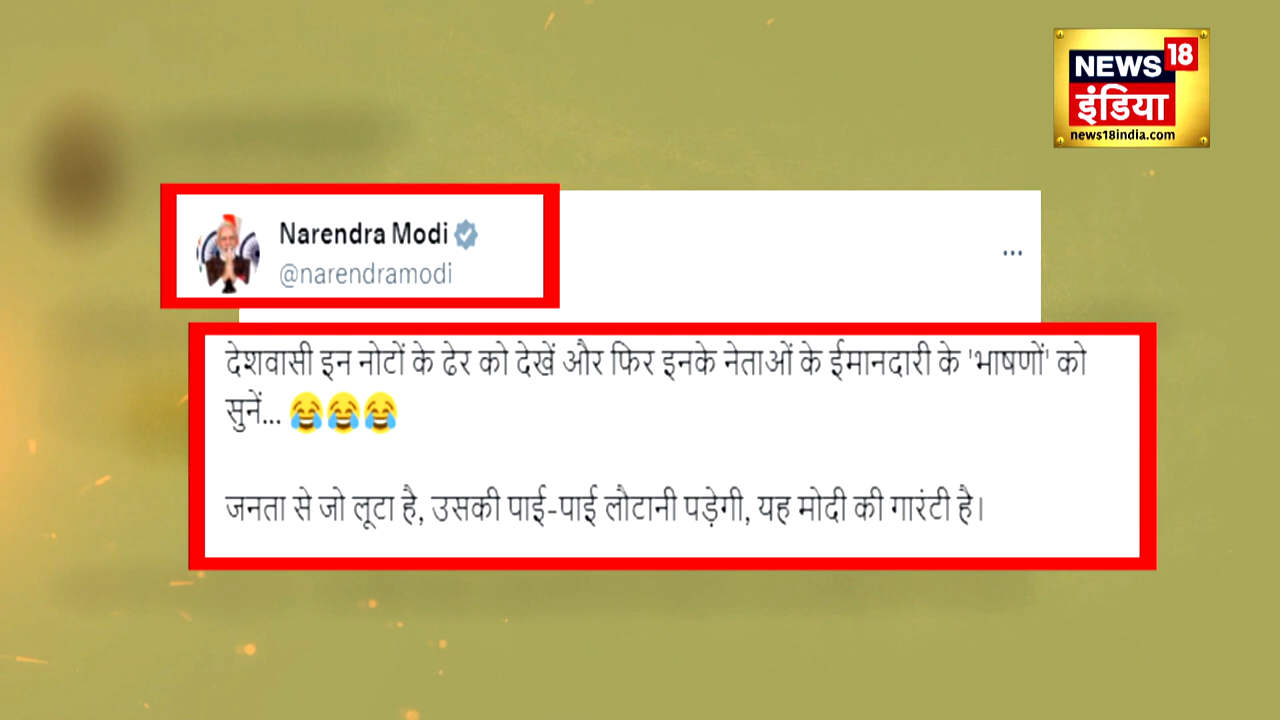 NEWS 18
इंडिया
news18india.com
Narendra Modi
@narendramodi
...
देशवासी इन नोटों के ढेर को देखें और फिर इनके नेताओं के ईमानदारी के 'भाषणों' को
सुनें... 😂😂😂
जनता से जो लूटा है, उसकी पाई-पाई लौटानी पड़ेगी, यह मोदी की गारंटी है।